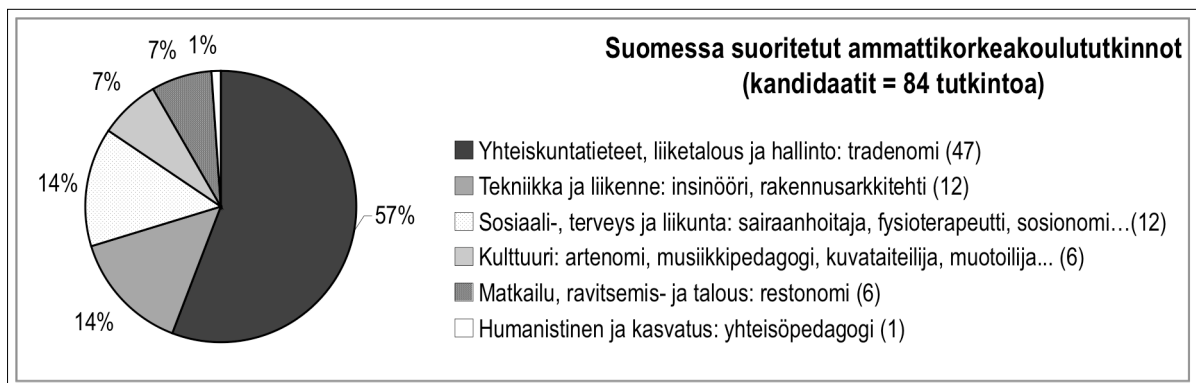 Suomessa suoritetut ammattikorkeakoulututkinnot
(kandidaatit = 84 tutkintoa)
7%
1%
7%
14%
57%
14%
Yhteiskuntatieteet, liiketalous ja hallinto: tradenomi (47)
Tekniikka ja liikenne: insinööri, rakennusarkkitehti (12)
Sosiaali-, terveys ja liikunta: sairaanhoitaja, fysioterapeutti, sosionomi…(12)
Kulttuuri: artenomi, musiikkipedagogi, kuvataiteilija, muotoilija... (6)
Matkailu, ravitsemis- ja talous: restonomi (6)
Humanistinen ja kasvatus: yhteisöpedagogi (1)